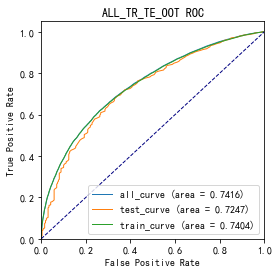 ALL_TR_TE_OOT ROC
1.0
0.8
0.6
0.4
0.2
0.0
True Positive Rate
all_curve (area = 0.7416)
test_curve (area = 0.7247)
train_curve (area = 0.7404)
0.0 0.2 0.4 0.6 0.8 1.0
False Positive Rate